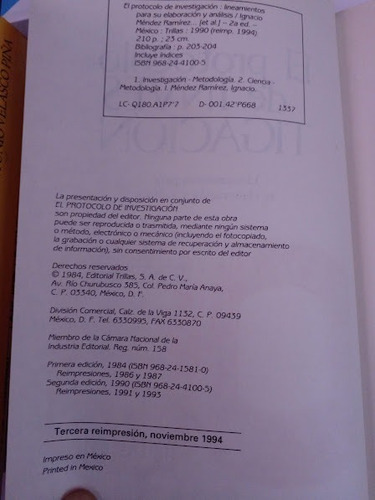 El protocolo de investigación : lineamientos
para su elaboración y análisis / Ignacio
Méndez Ramírez... [et al.] -- 2a ed. --
México : Trillas : 1990 (reimp. 1994)
210 p. ; 23 cm.
Bibliografía : p. 203-204
Incluye índices
ISBN 968-24-4100-5
1. Investigación - Metodología. 2. Ciencia -
Metodología. I. Méndez Ramírez, Ignacio.
LC- Q180.A1P7'7 D- 001.42'P668 1337
La presentación y disposición en conjunto de
EL PROTOCOLO DE INVESTIGACIÓN
son propiedad del editor. Ninguna parte de esta obra
puede ser reproducida o trasmitida, mediante ningún sistema
o método, electrónico o mecánico (incluyendo el fotocopiado,
la grabación o cualquier sistema de recuperación y almacenamiento
de información), sin consentimiento por escrito del editor
Derechos reservados
© 1984, Editorial Trillas, S. A. de C. V.,
Av. Río Churubusco 385, Col. Pedro María Anaya,
C. P. 03340, México, D. F.
División Comercial, Calz. de la Viga 1132, C. P. 09439
México, D. F. Tel. 6330995, FAX 6330870
Miembro de la Cámara Nacional de la
Industria Editorial. Reg. núm. 158
Primera edición, 1984 (ISBN 968-24-1581-0)
Reimpresiones, 1986 y 1987
Segunda edición, 1990 (ISBN 968-24-4100-5)
Reimpresiones, 1991 y 1993
Tercera reimpresión, noviembre 1994
Impreso en México
Printed in Mexico
VELASCO PIÑA